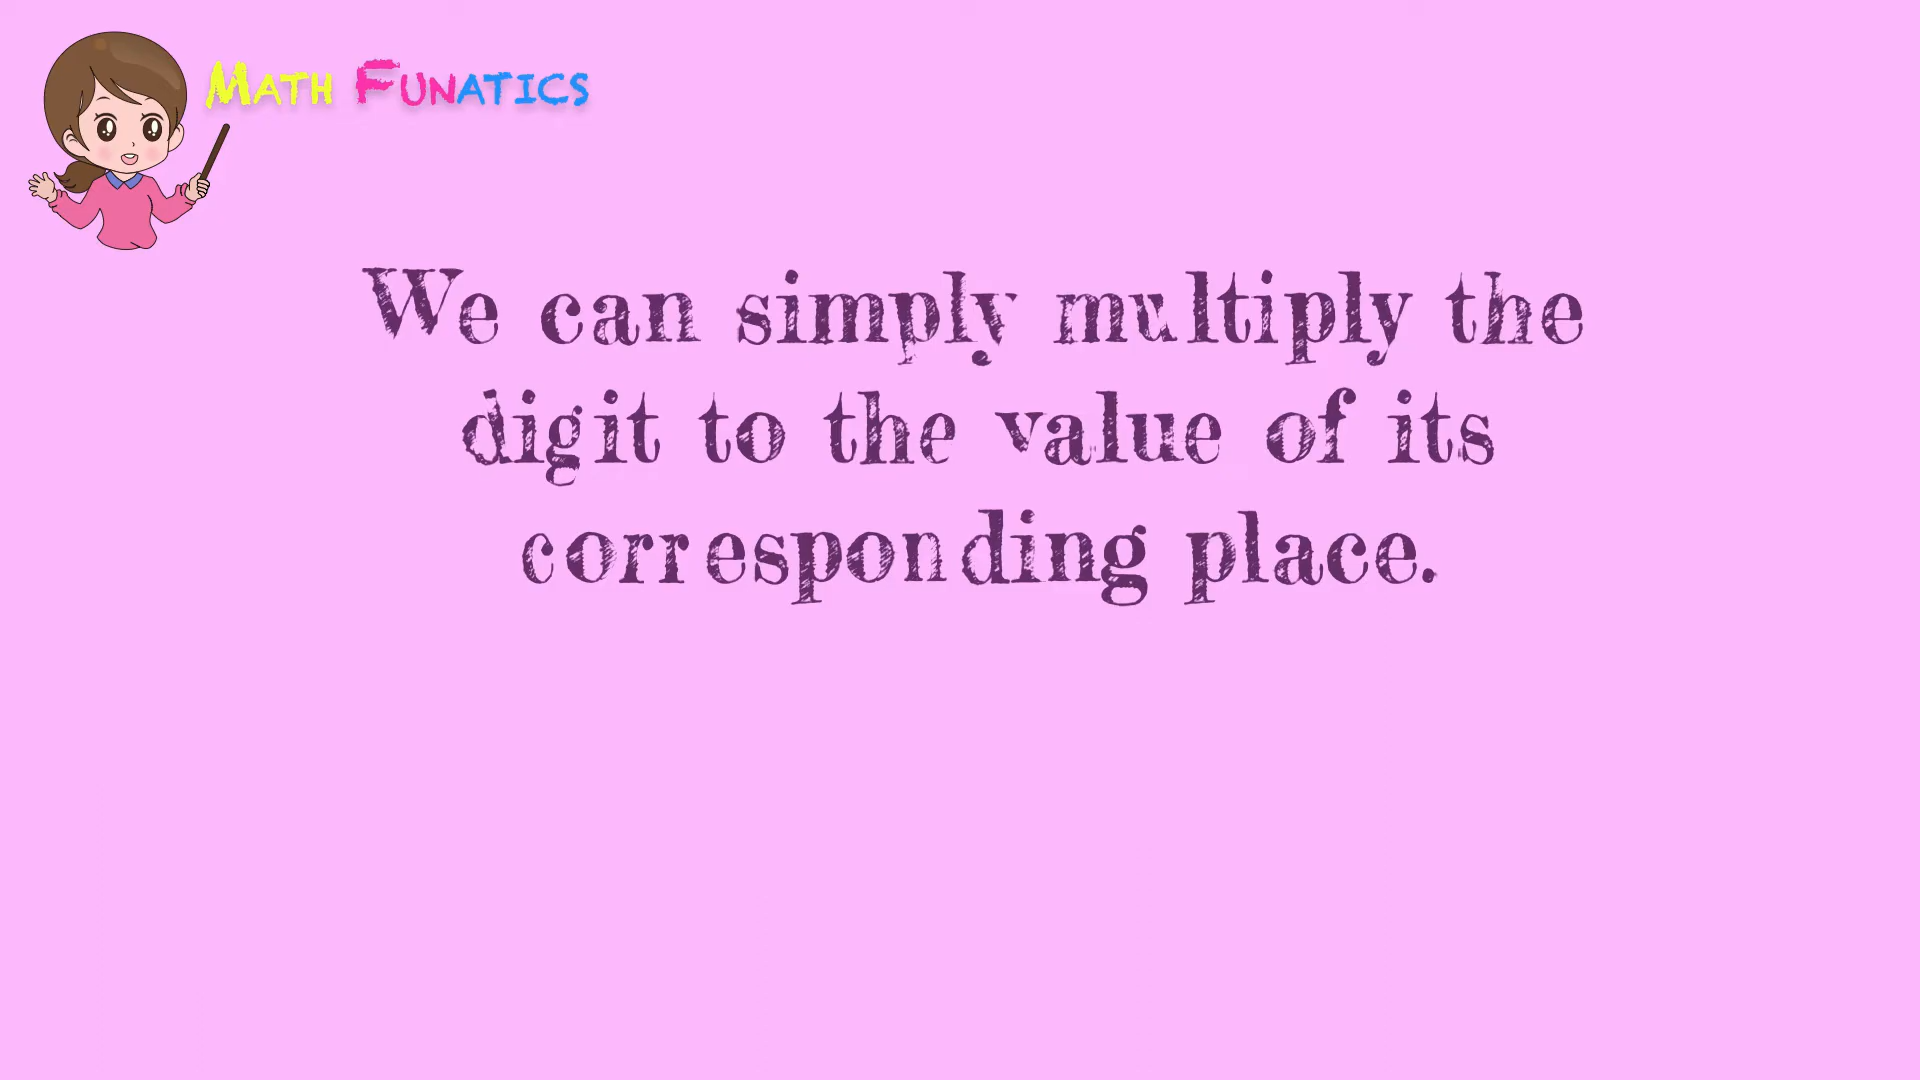 Math Funatics
We can simply multiply the
digit to the value of its
corresponding place.